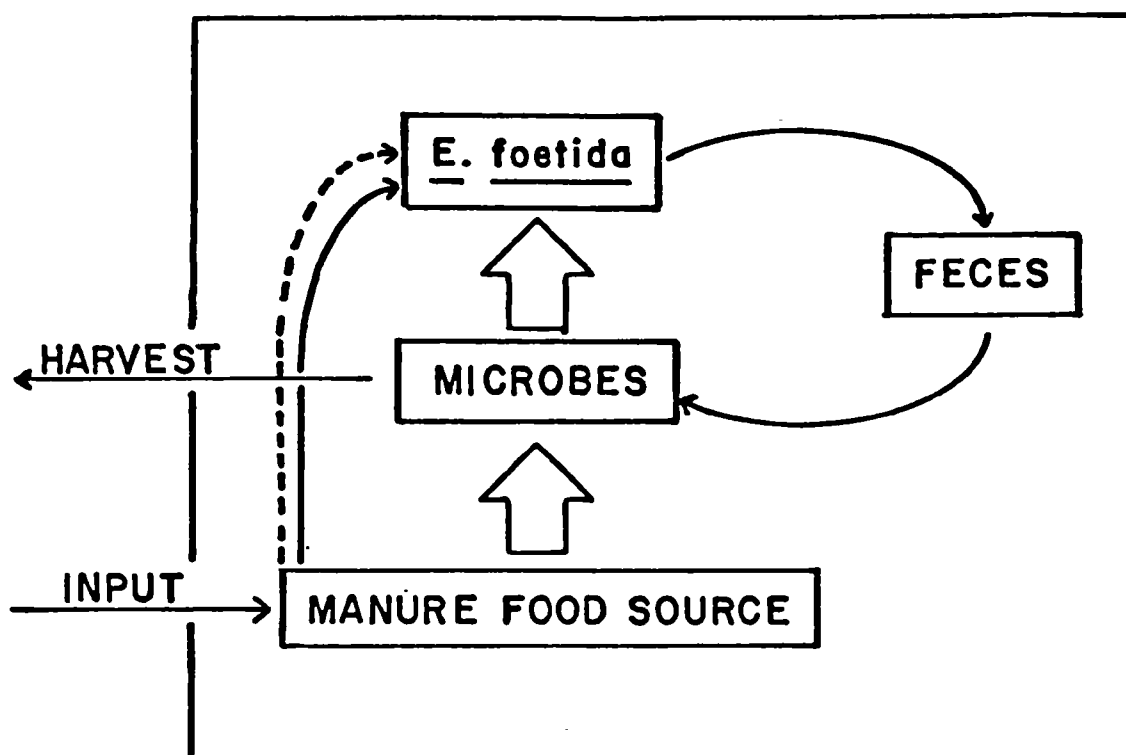 E. foetida
FECES
HARVEST
MICROBES
INPUT
MANURE FOOD SOURCE